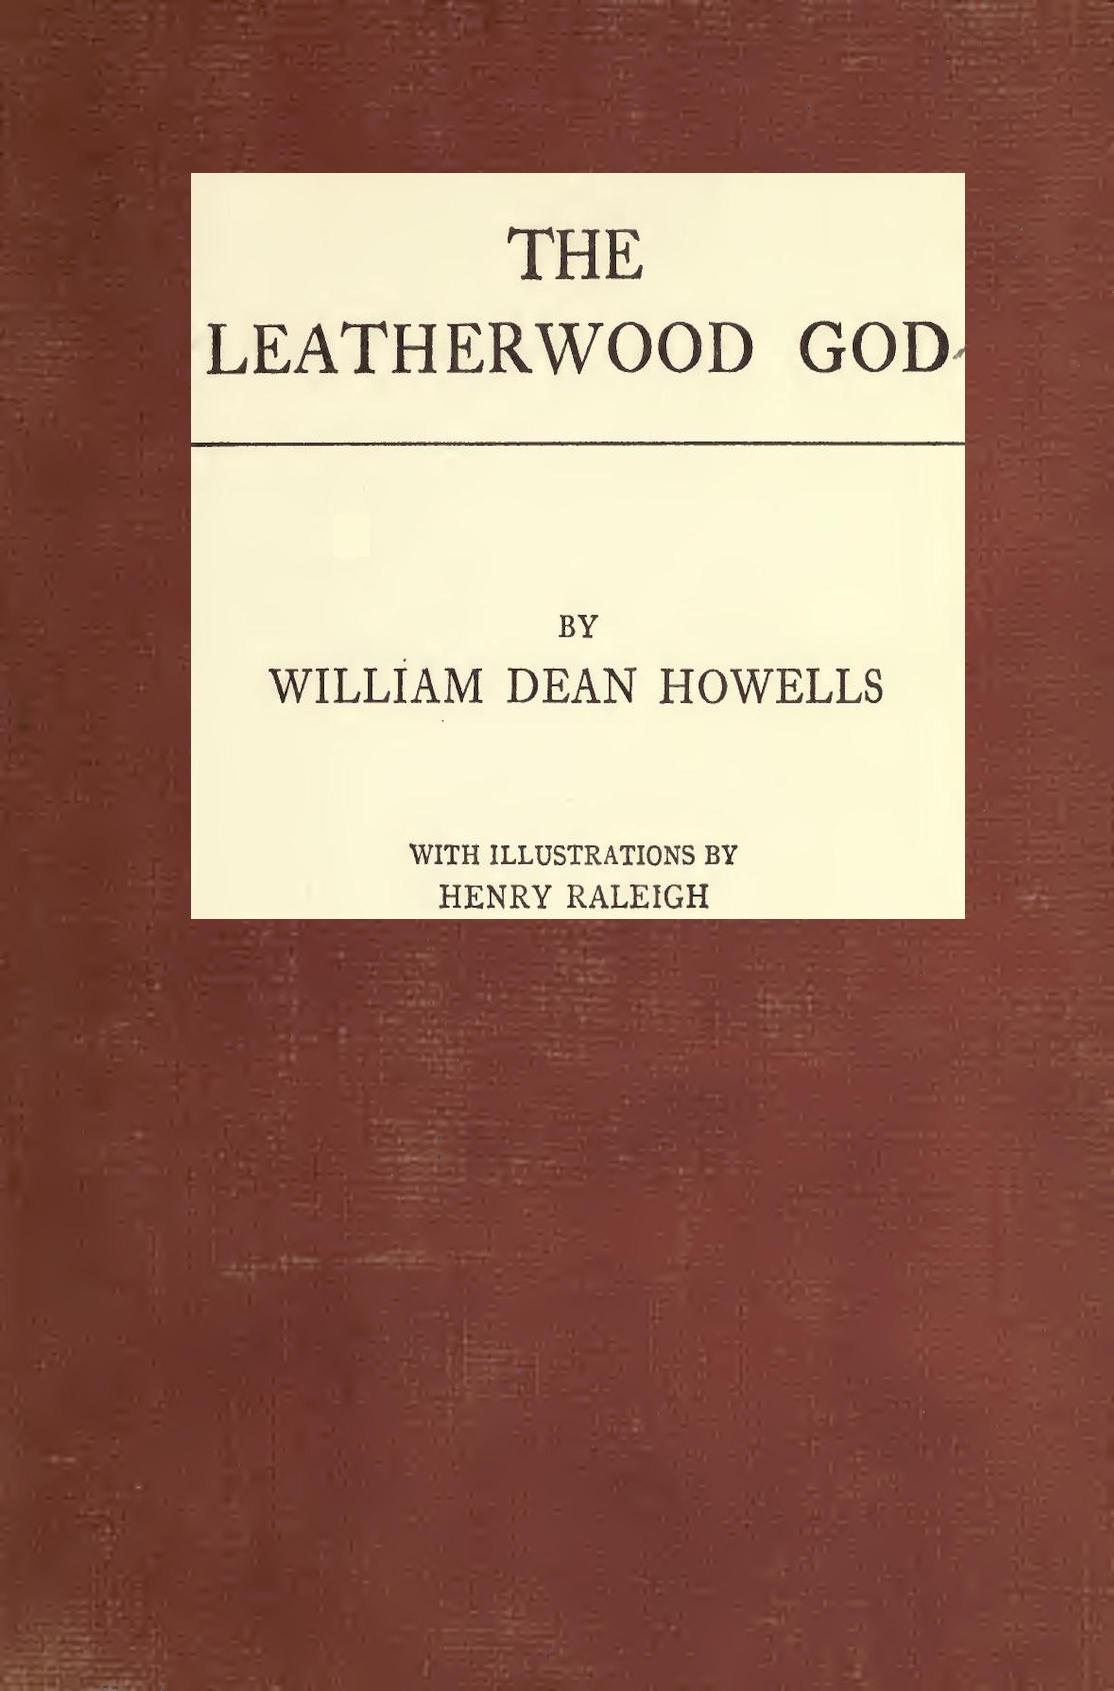 THE
LEATHERWOOD GOD
BY
WILLIAM DEAN HOWELLS
WITH ILLUSTRATIONS BY
HENRY RALEIGH